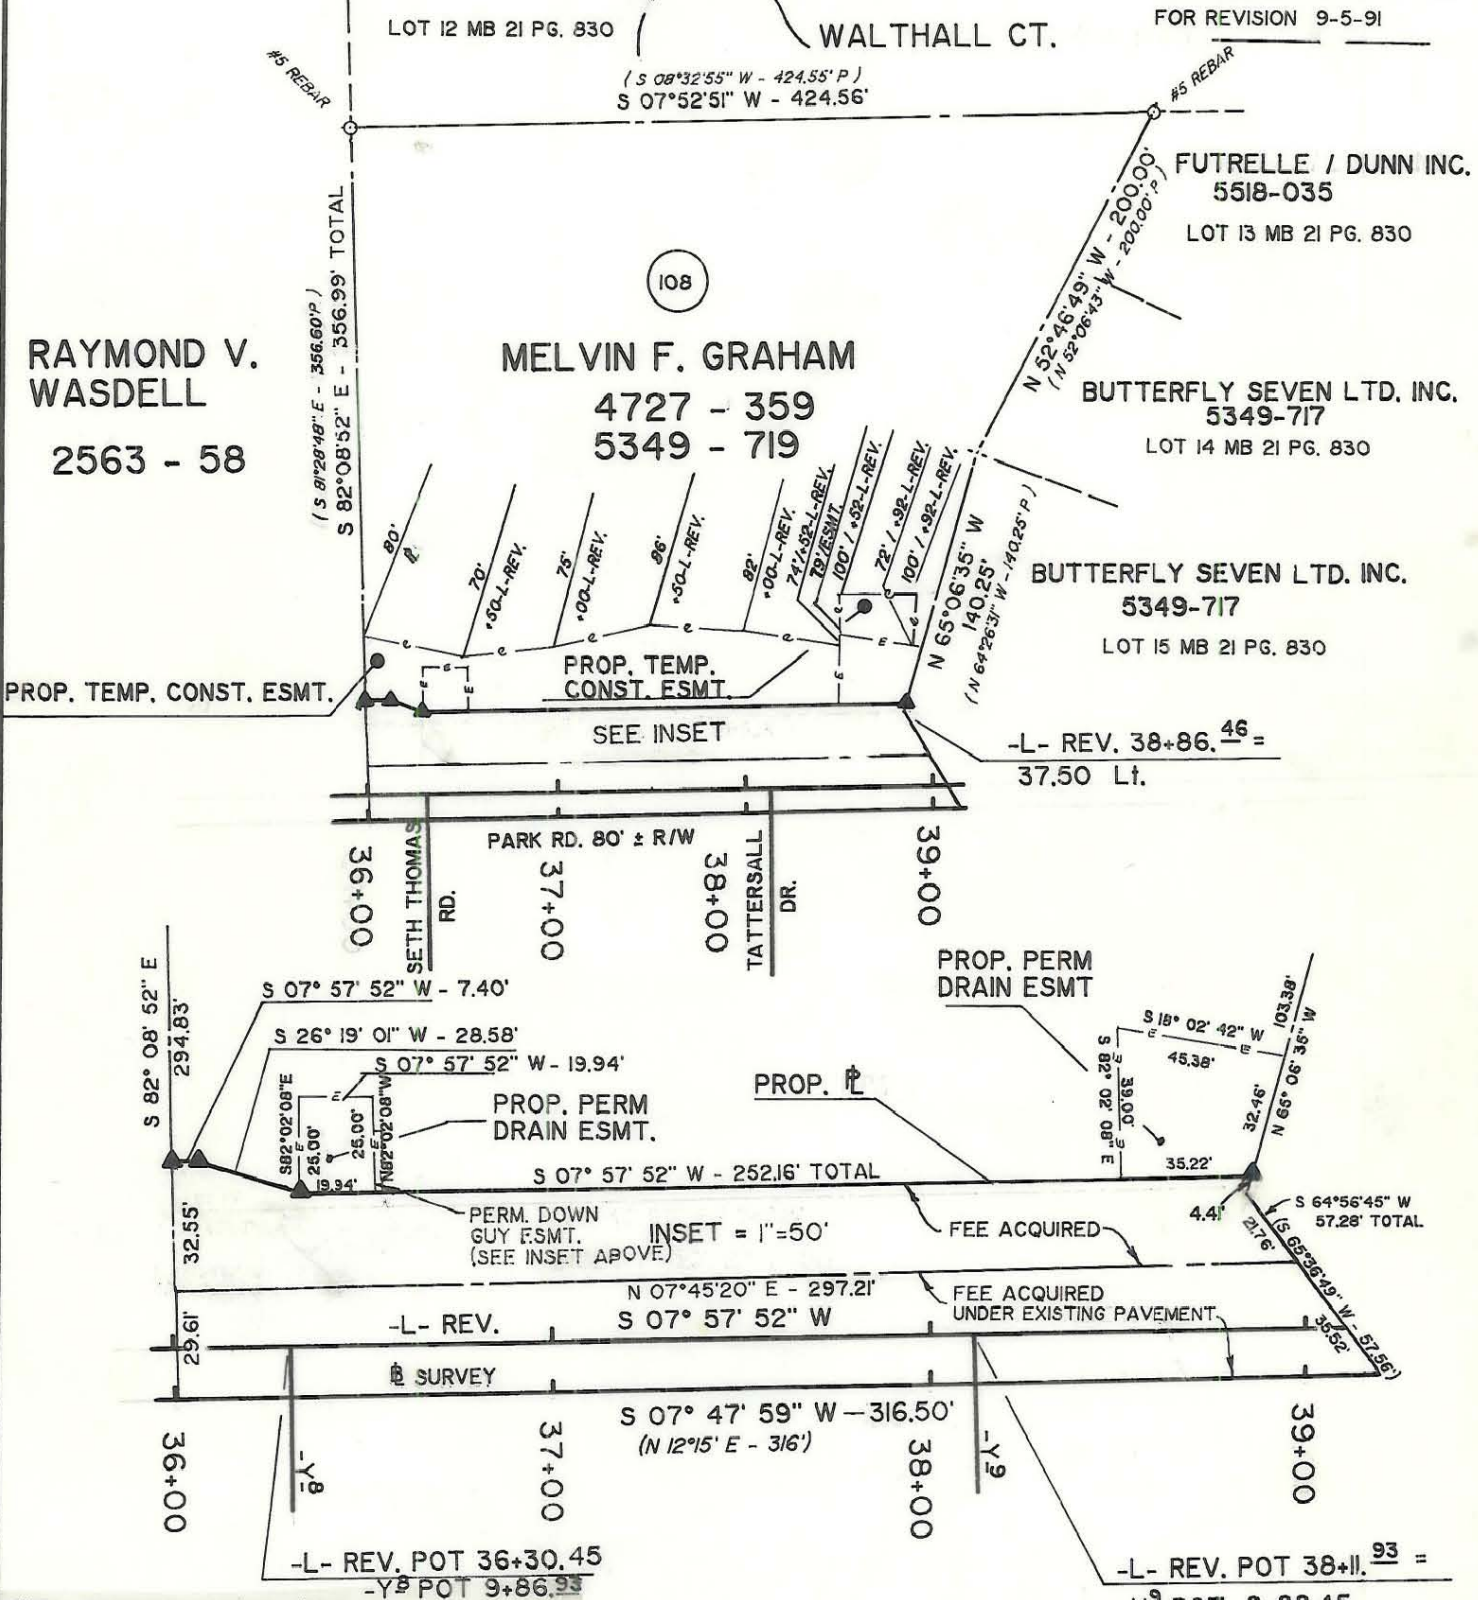 LOT 12 MB 21 PG. 830
WALTHALL CT.
FOR REVISION 9-5-91
#5 REBAR
(S 08°32'55" W - 424.55' P)
S 07°52'51" W - 424.56'
#5 REBAR
FUTRELLE / DUNN INC.
5518-035
LOT 13 MB 21 PG. 830
N 52°46'49" W - 200.00'
(N 52°06'43" W - 200.00' P)
(S 81°28'48" E - 356.60' P)
S 82°08'52" E - 356.99' TOTAL
108
RAYMOND V.
WASDELL
2563 - 58
MELVIN F. GRAHAM
4727 - 359
5349 - 719
BUTTERFLY SEVEN LTD. INC.
5349-717
LOT 14 MB 21 PG. 830
80'
70'
+50-L-REV.
75'
+00-L-REV.
86'
+50-L-REV.
82'
+00-L-REV.
74'/+52-L-REV.
79'/ESMT.
100' / +52-L-REV.
72' / +92-L-REV.
100' / +92-L-REV.
N 65°06'35" W
140.25'
(N 64°26'31" W - 140.25' P)
BUTTERFLY SEVEN LTD. INC.
5349-717
LOT 15 MB 21 PG. 830
PROP. TEMP. CONST. ESMT.
PROP. TEMP.
CONST. ESMT.
SEE INSET
-L- REV. 38+86.46 =
37.50 Lt.
PARK RD. 80' ± R/W
36+00
SETH THOMAS
RD.
37+00
38+00
TATTERSALL
DR.
39+00
S 82° 08' 52" E
294.83'
S 07° 57' 52" W - 7.40'
S 26° 19' 01" W - 28.58'
S 07° 57' 52" W - 19.94'
PROP. PERM
DRAIN ESMT
S 18° 02' 42" W
45.38'
103.38'
N 65° 06' 35" W
32.46'
S 82° 02' 08" E
39.00'
35.22'
S82°02'08"E
25.00'
25.00'
N82°02'08"W
19.94'
PROP. PERM
DRAIN ESMT.
PROP. PL
S 07° 57' 52" W - 252.16' TOTAL
32.55'
PERM. DOWN
GUY ESMT.
(SEE INSET ABOVE)
INSET = 1"=50'
FEE ACQUIRED
4.41'
21.76'
S 64°56'45" W
57.28' TOTAL
(S 65°36'49" W - 57.56')
35.52'
N 07°45'20" E - 297.21'
FEE ACQUIRED
UNDER EXISTING PAVEMENT
29.61'
-L- REV.
S 07° 57' 52" W
BL SURVEY
S 07° 47' 59" W - 316.50'
(N 12°15' E - 316')
36+00
-Y8-
37+00
38+00
-Y9-
39+00
-L- REV. POT 36+30.45
-Y8 POT 9+86.93
-L- REV. POT 38+11.93 =